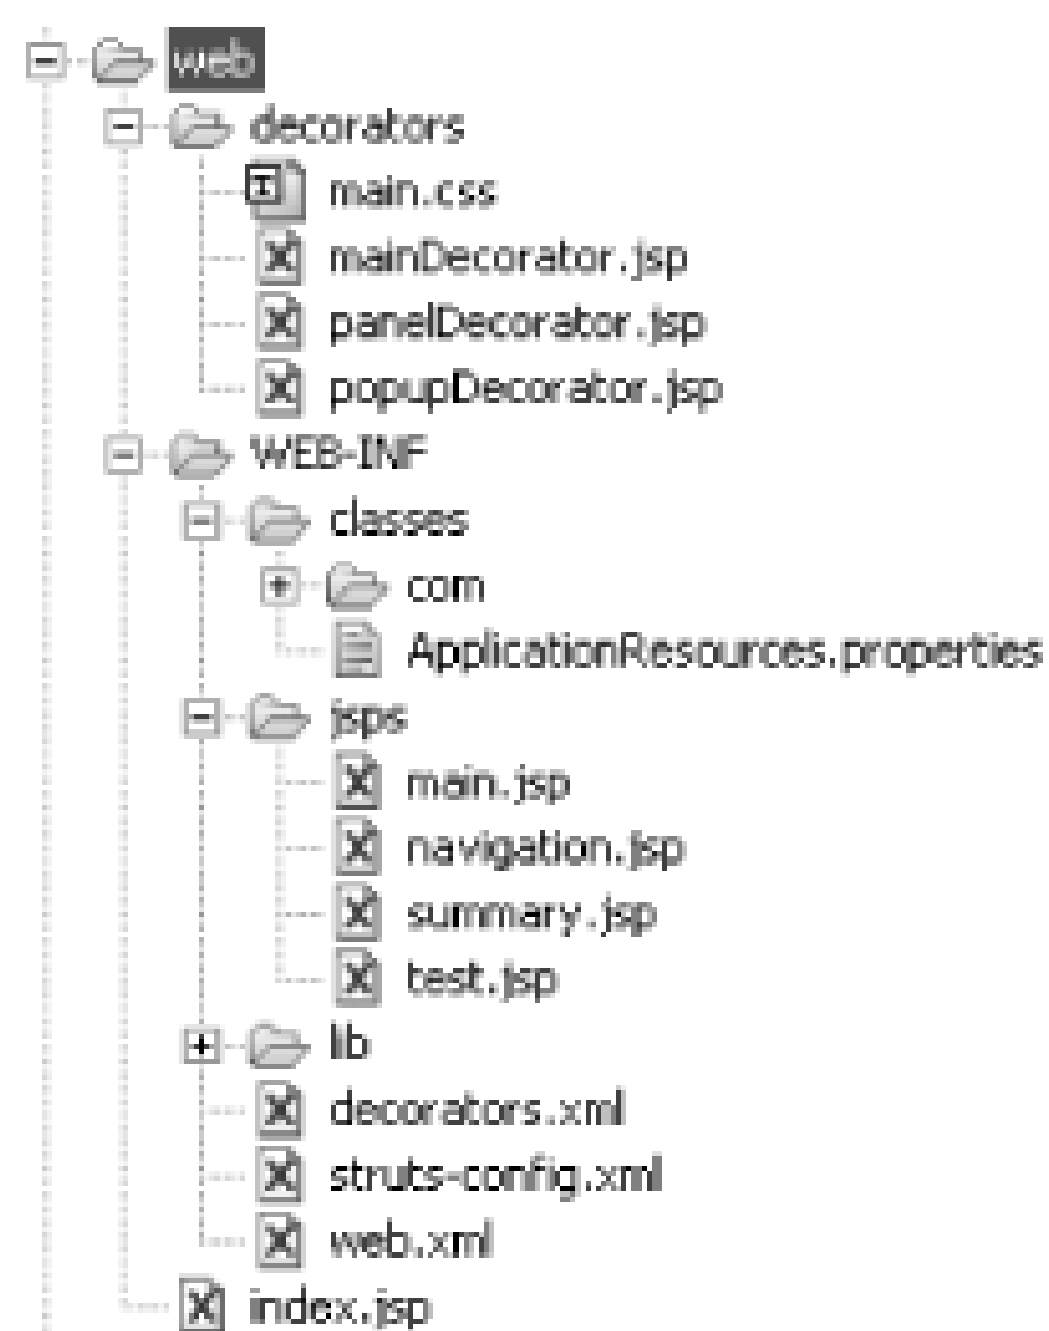 web
decorators
main.css
mainDecorator.jsp
panelDecorator.jsp
popupDecorator.jsp
WEB-INF
classes
com
ApplicationResources.properties
jsps
main.jsp
navigation.jsp
summary.jsp
test.jsp
lib
decorators.xml
struts-config.xml
web.xml
index.jsp